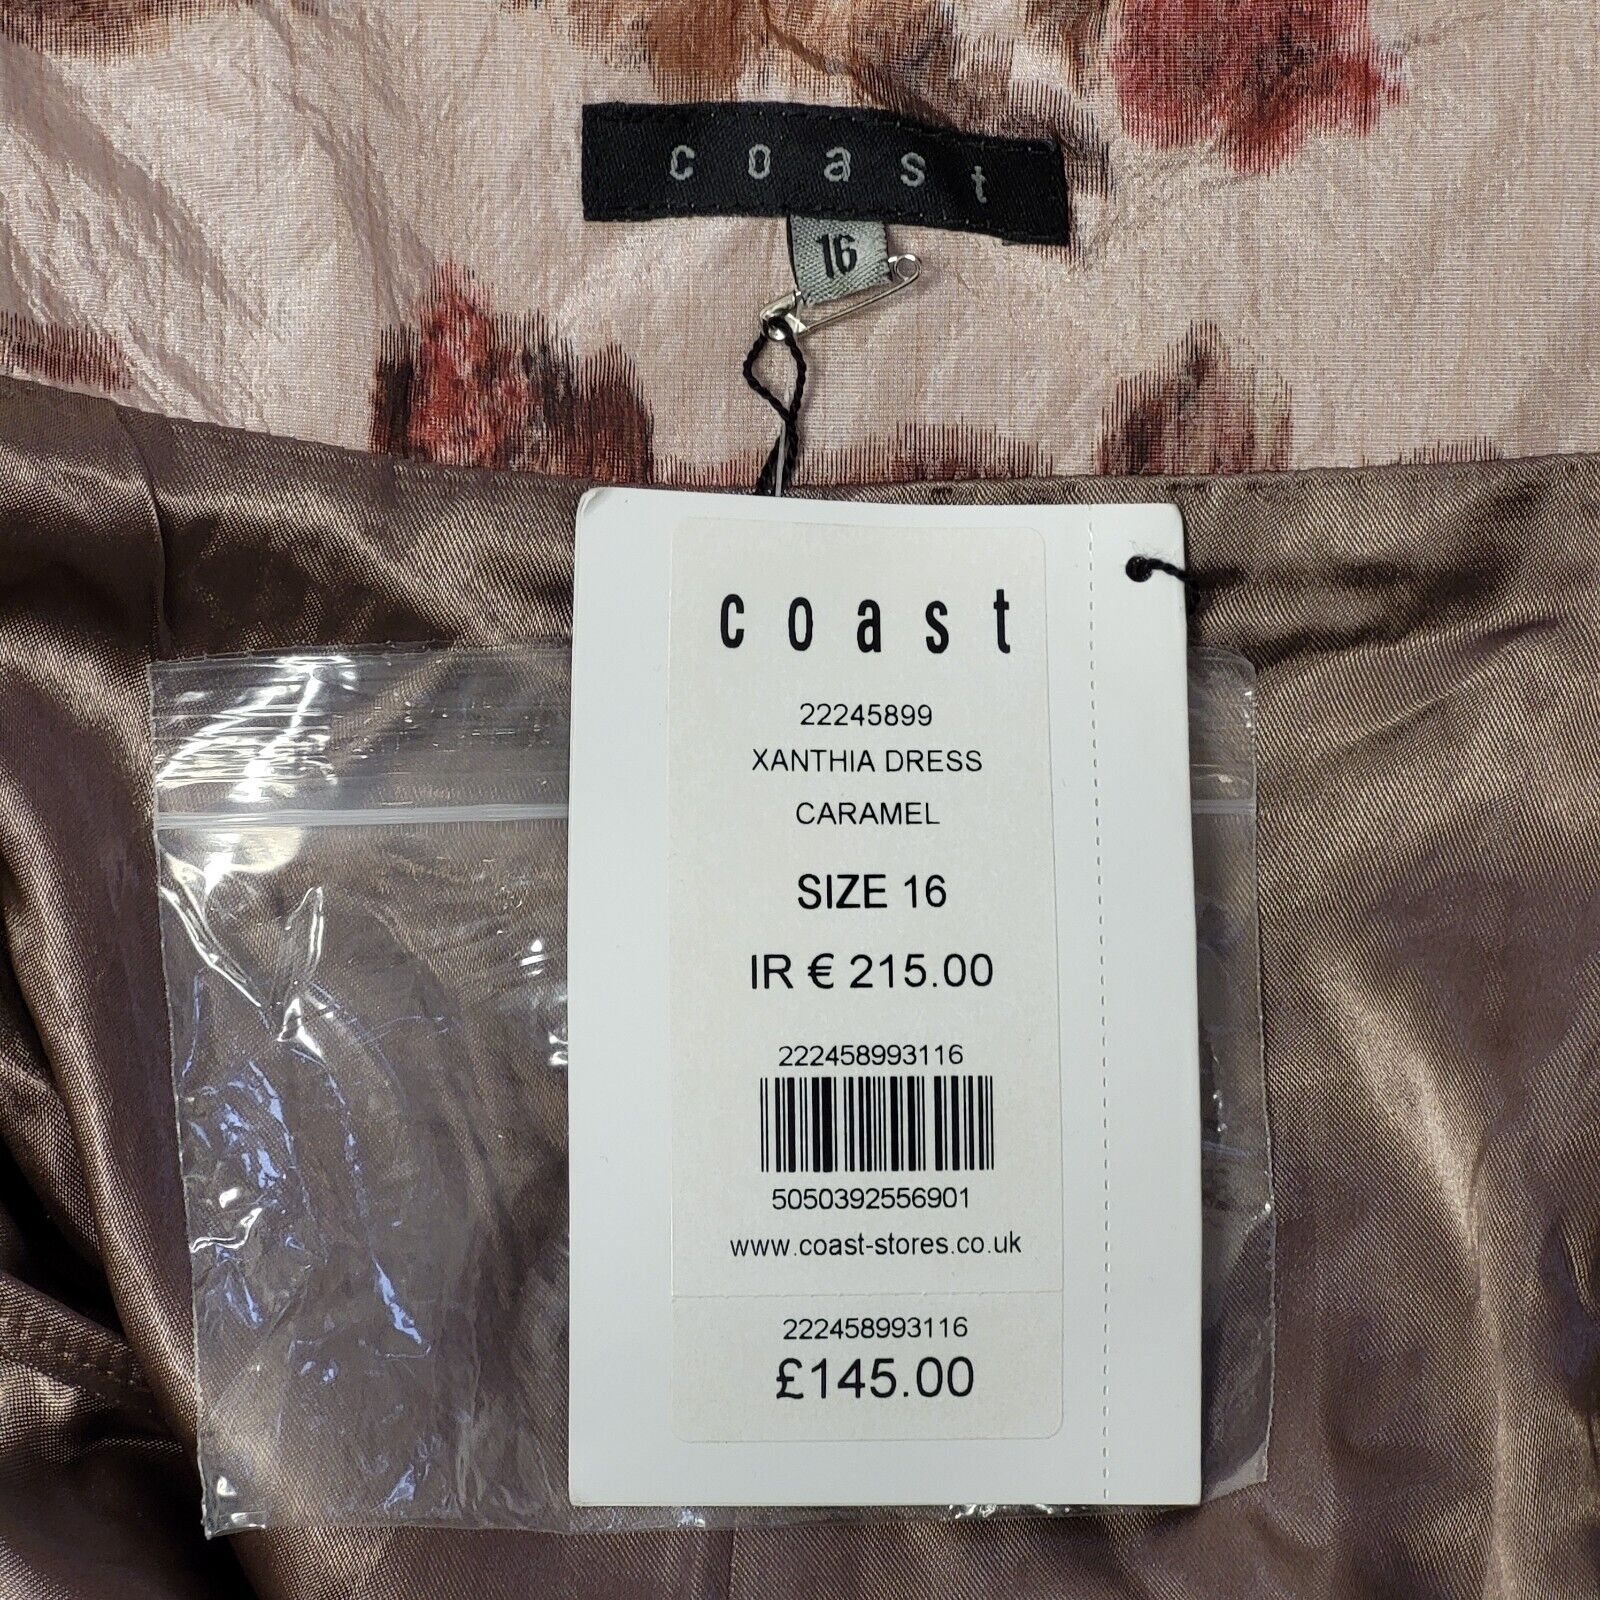 coast
16
coast
22245899
XANTHIA DRESS
CARAMEL
SIZE 16
IR € 215.00
222458993116
5050392556901
www.coast-stores.co.uk
222458993116
£145.00